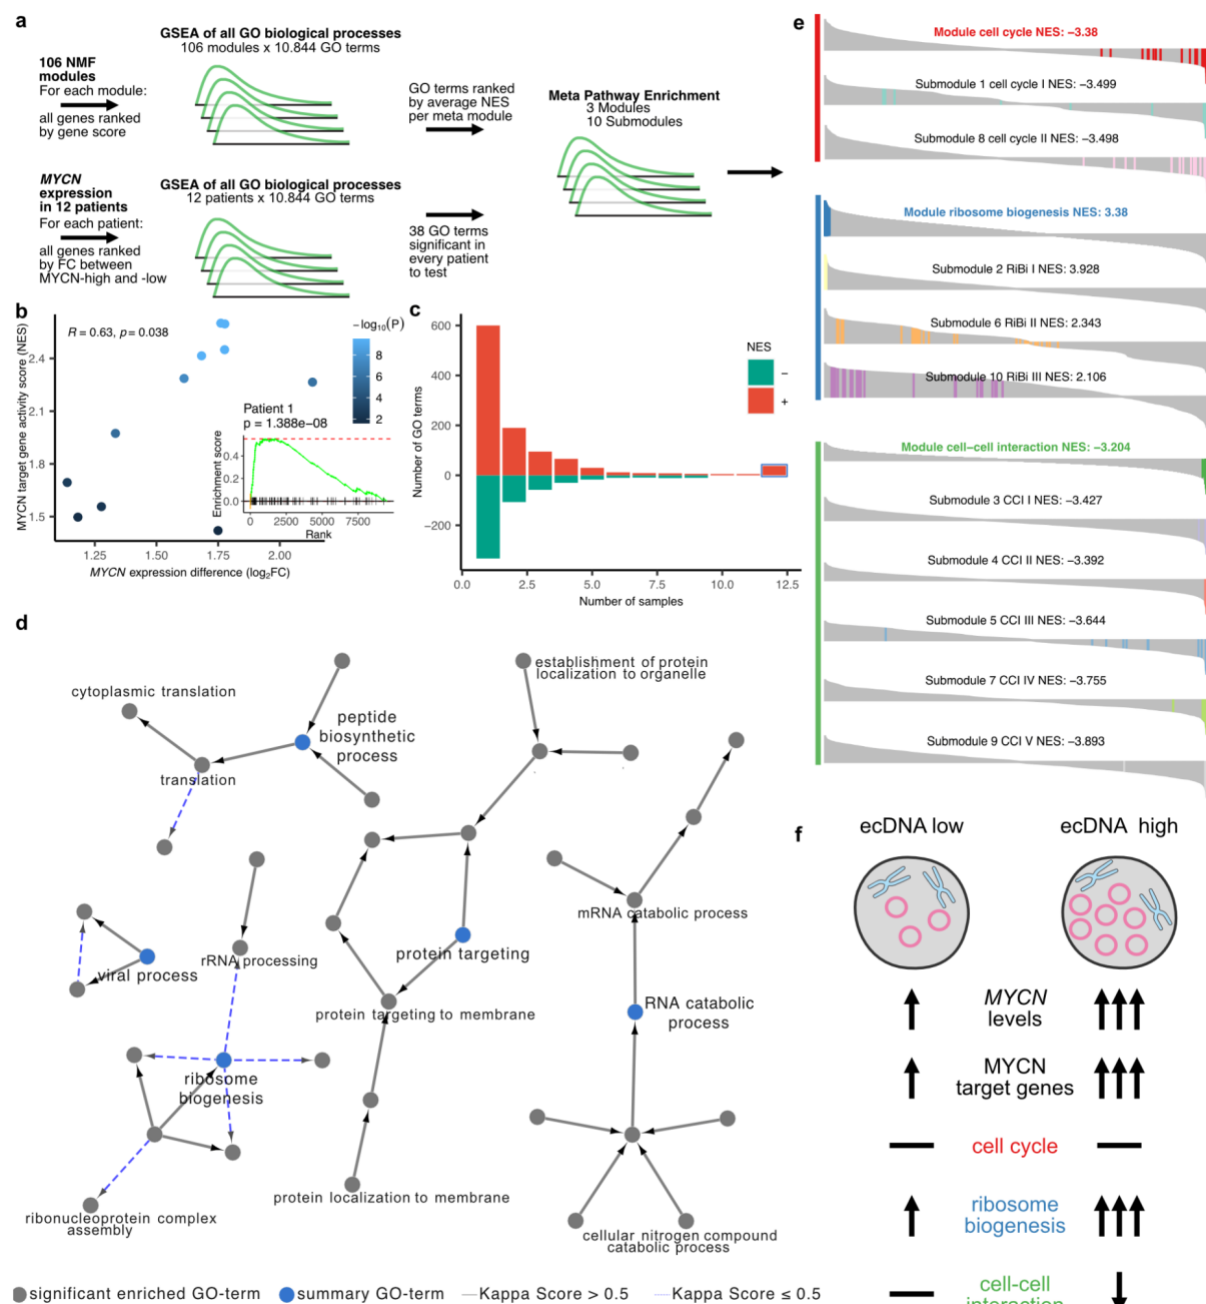 a
GSEA of all GO biological processes
106 modules x 10.844 GO terms
106 NMF
modules
For each module:
all genes ranked
by gene score
GO terms ranked
by average NES
per meta module
Meta Pathway Enrichment
3 Modules
10 Submodules
MYCN
expression
in 12 patients
For each patient:
all genes ranked
by FC between
MYCN-high and -low
GSEA of all GO biological processes
12 patients x 10.844 GO terms
38 GO terms
significant in
every patient
to test
b
MYCN target gene activity score (NES)
R = 0.63, p = 0.038
−log10(P)
8
6
4
2
2.4
2.1
1.8
1.5
Patient 1
p = 1.388e−08
Enrichment score
0.4
0.2
0.0
0
2500
5000
7500
Rank
1.25
1.50
1.75
2.00
MYCN expression difference (log2FC)
c
Number of GO terms
600
400
200
0
−200
NES
−
+
0.0
2.5
5.0
7.5
10.0
12.5
Number of samples
d
cytoplasmic translation
translation
peptide
biosynthetic
process
establishment of protein
localization to organelle
mRNA catabolic process
protein targeting
viral process
rRNA processing
RNA catabolic
process
protein targeting to membrane
ribosome
biogenesis
protein localization to membrane
ribonucleoprotein complex
assembly
cellular nitrogen compound
catabolic process
significant enriched GO-term
summary GO-term
Kappa Score > 0.5
Kappa Score ≤ 0.5
e
Module cell cycle NES: −3.38
Submodule 1 cell cycle I NES: −3.499
Submodule 8 cell cycle II NES: −3.498
Module ribosome biogenesis NES: 3.38
Submodule 2 RiBi I NES: 3.928
Submodule 6 RiBi II NES: 2.343
Submodule 10 RiBi III NES: 2.106
Module cell−cell interaction NES: −3.204
Submodule 3 CCI I NES: −3.427
Submodule 4 CCI II NES: −3.392
Submodule 5 CCI III NES: −3.644
Submodule 7 CCI IV NES: −3.755
Submodule 9 CCI V NES: −3.893
f
ecDNA low
ecDNA high
MYCN
levels
MYCN
target genes
cell cycle
ribosome
biogenesis
cell-cell
interaction